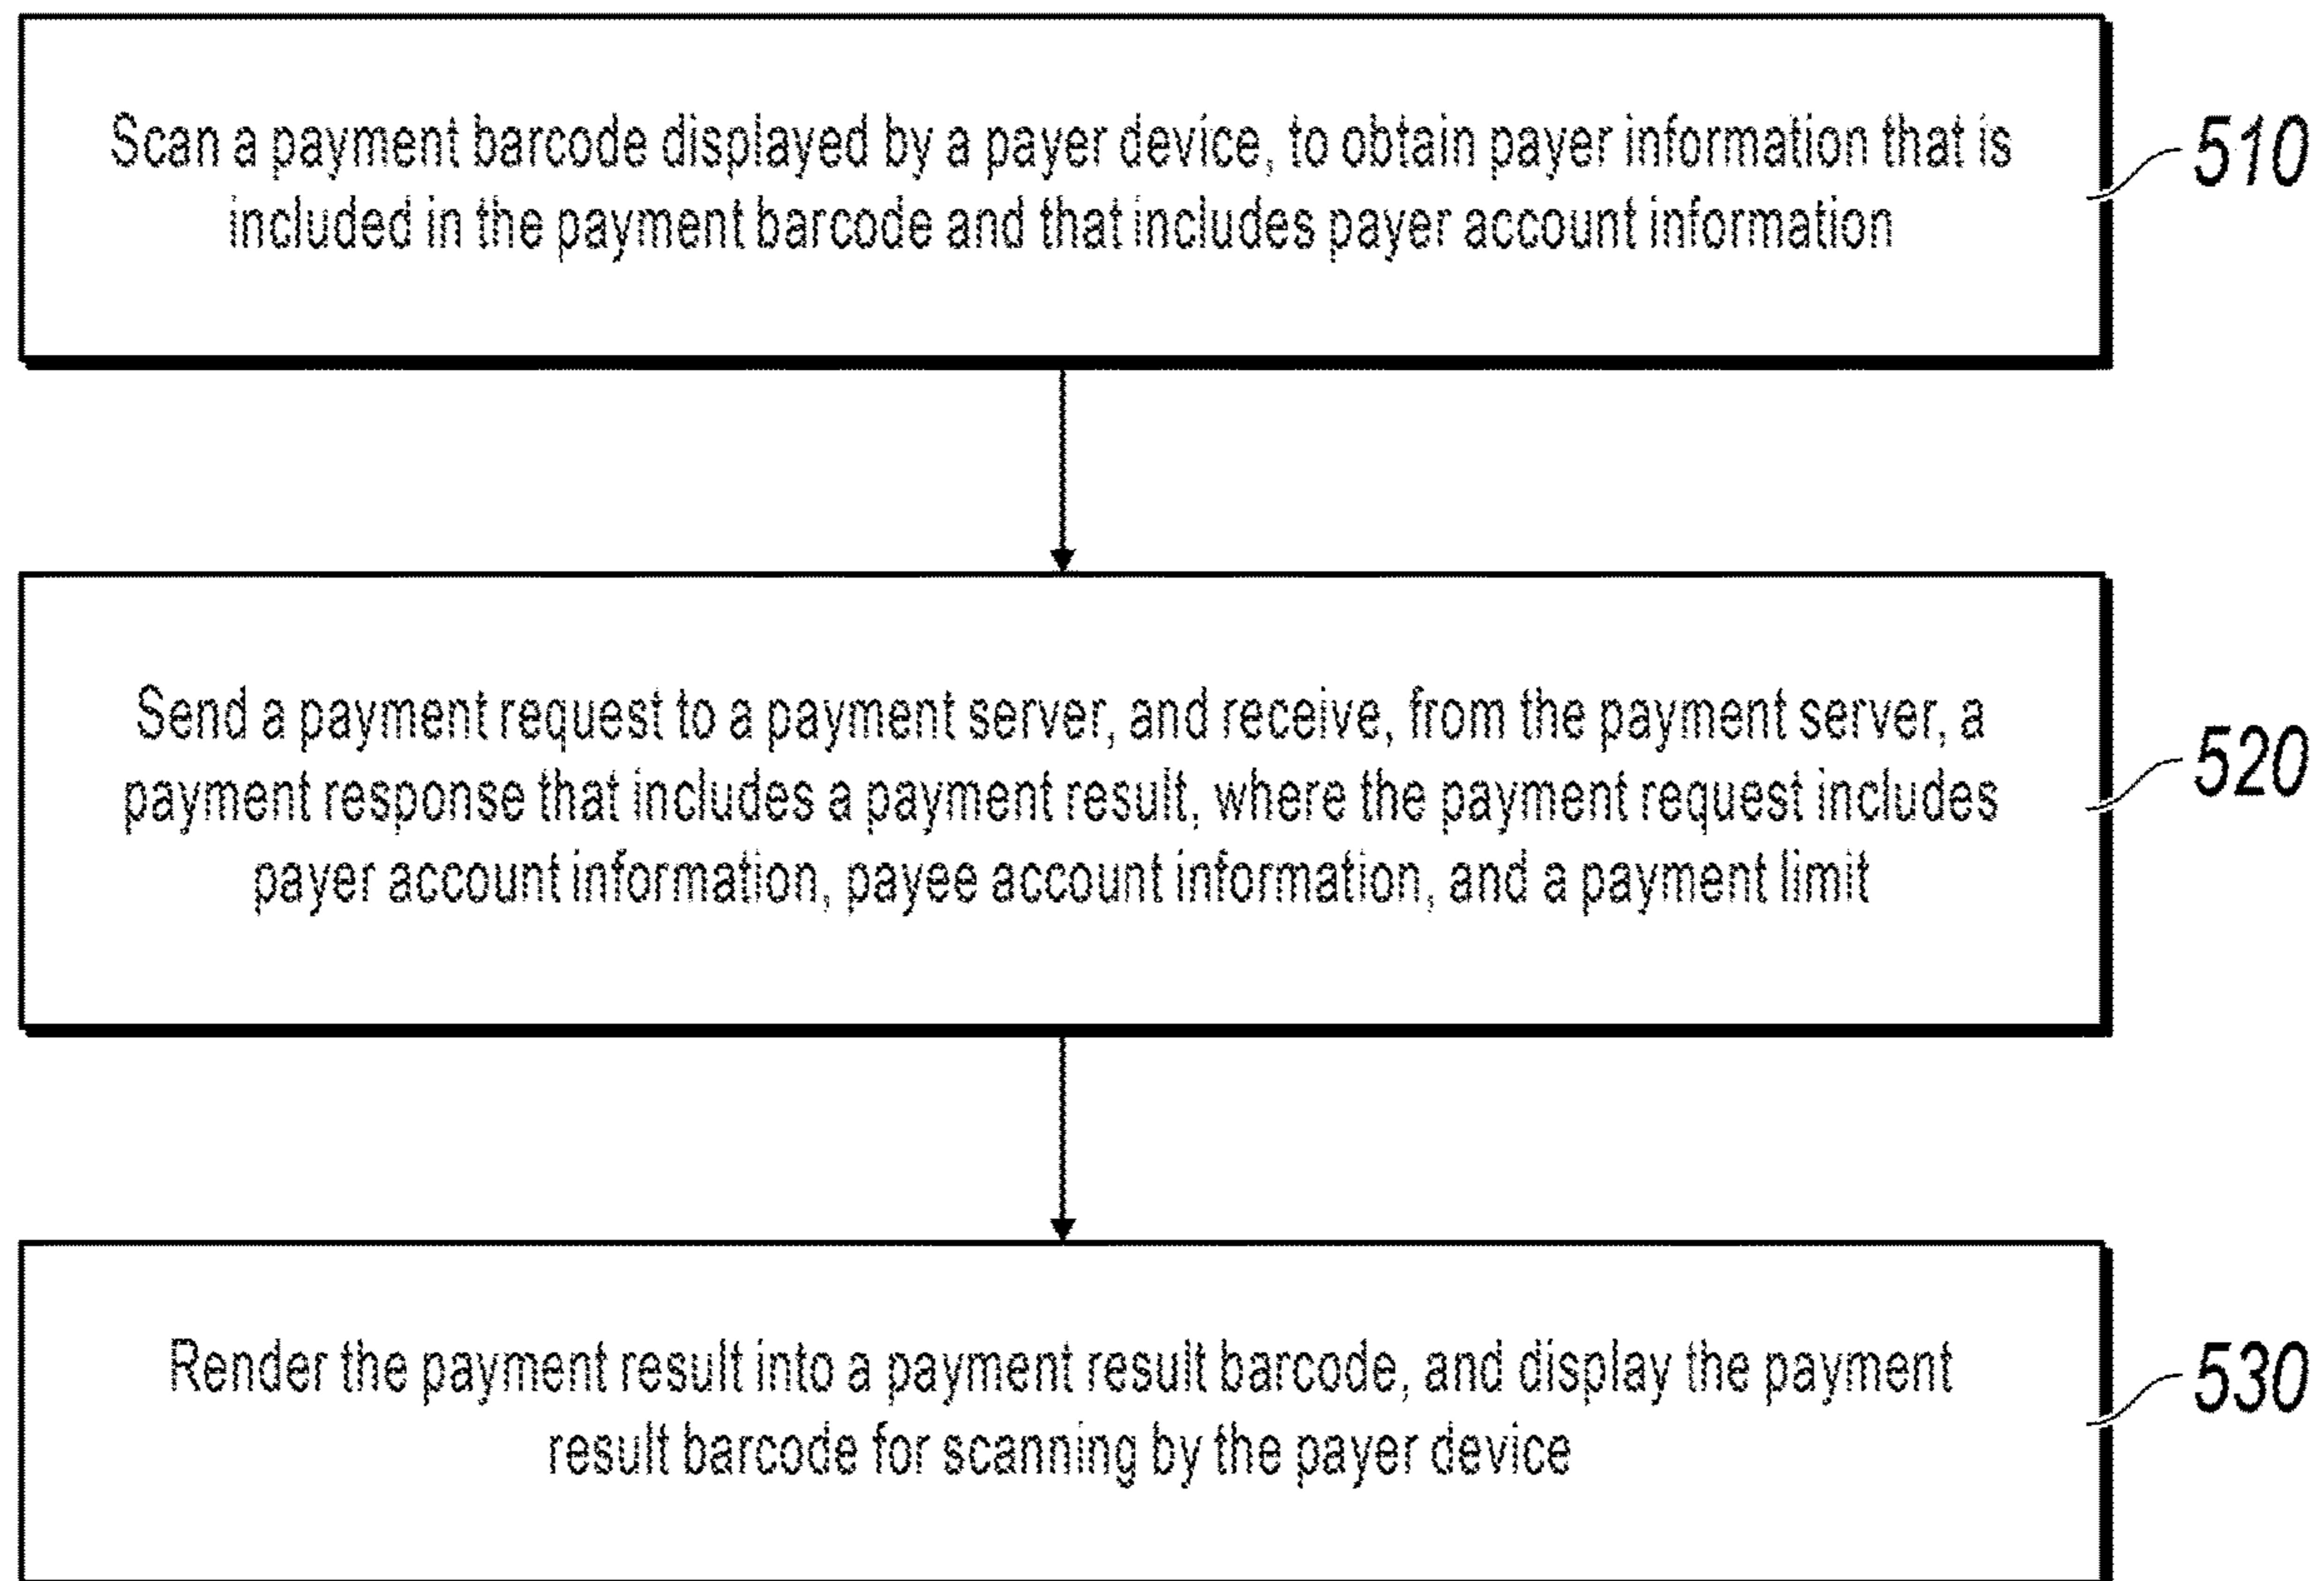 Scan a payment barcode displayed by a payer device, to obtain payer information that is
included in the payment barcode and that includes payer account information
510
Send a payment request to a payment server, and receive, from the payment server, a
payment response that includes a payment result, where the payment request includes
payer account information, payee account information, and a payment limit
520
Render the payment result into a payment result barcode, and display the payment
result barcode for scanning by the payer device
530